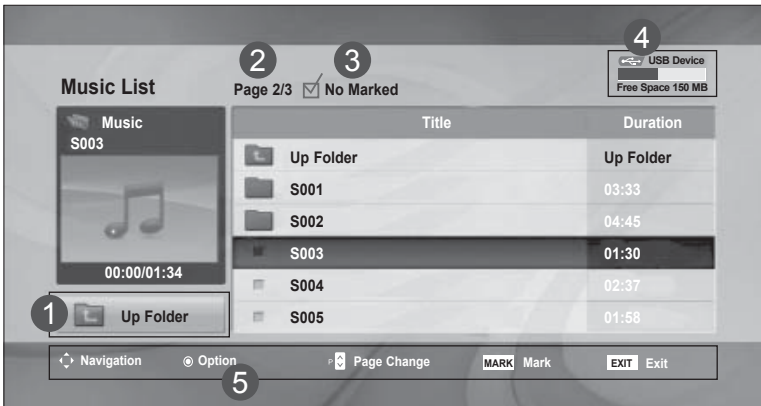 2 3 4
USB Device
Music List Page 2/3 No Marked Free Space 150 MB
Music
S003
Title Duration
Up Folder Up Folder
S001 03:33
S002 04:45
S003 01:30
S004 02:37
S005 01:58
00:00/01:34
1 Up Folder
Navigation Option P Page Change MARK Mark EXIT Exit
5